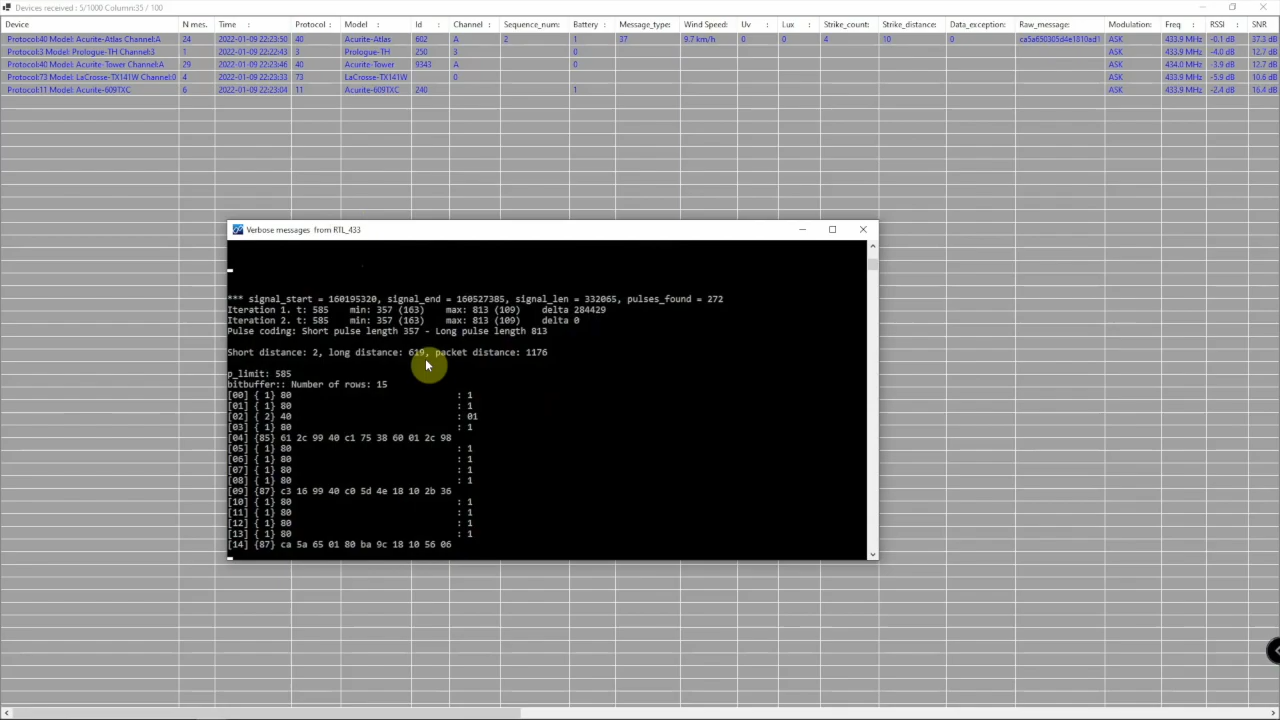 Devices received : 5/1000 Column:35 / 100
Device N mes. Time : Protocol : Model : Id : Channel : Sequence_num: Battery : Message_type: Wind Speed: Uv : Lux : Strike_count: Strike_distance: Data_exception: Raw_message: Modulation: Freq : RSSI : SNR
Protocol:40 Model: Acurite-Atlas Channel:A 24 2022-01-09 22:23:50 40 Acurite-Atlas 602 A 2 1 37 9.7 km/h 0 0 4 10 0 ca5a650305d4e1810ad1 ASK 433.9 MHz -0.1 dB 37.3 dB
Protocol:3 Model: Prologue-TH Channel:3 1 2022-01-09 22:22:43 3 Prologue-TH 250 3 0 ASK 433.9 MHz -4.0 dB 12.7 dB
Protocol:40 Model: Acurite-Tower Channel:A 29 2022-01-09 22:23:46 40 Acurite-Tower 9343 A 0 ASK 434.0 MHz -3.9 dB 12.7 dB
Protocol:73 Model: LaCrosse-TX141W Channel:0 4 2022-01-09 22:23:33 73 LaCrosse-TX141W 0 ASK 433.9 MHz -5.9 dB 10.6 dB
Protocol:11 Model: Acurite-609TXC 6 2022-01-09 22:23:04 11 Acurite-609TXC 240 1 ASK 433.9 MHz -2.4 dB 16.4 dB
Verbose messages from RTL_433
*** signal_start = 160195320, signal_end = 160527385, signal_len = 332065, pulses_found = 272
Iteration 1. t: 585 min: 357 (163) max: 813 (109) delta 284429
Iteration 2. t: 585 min: 357 (163) max: 813 (109) delta 0
Pulse coding: Short pulse length 357 - Long pulse length 813
Short distance: 2, long distance: 619, packet distance: 1176
p_limit: 585
bitbuffer:: Number of rows: 15
[00] { 1} 80 : 1
[01] { 1} 80 : 1
[02] { 2} 40 : 01
[03] { 1} 80 : 1
[04] {85} 61 2c 99 40 c1 75 38 60 01 2c 98
[05] { 1} 80 : 1
[06] { 1} 80 : 1
[07] { 1} 80 : 1
[08] { 1} 80 : 1
[09] {87} c3 16 99 40 c0 5d 4e 18 10 2b 36
[10] { 1} 80 : 1
[11] { 1} 80 : 1
[12] { 1} 80 : 1
[13] { 1} 80 : 1
[14] {87} ca 5a 65 01 80 ba 9c 18 10 56 06